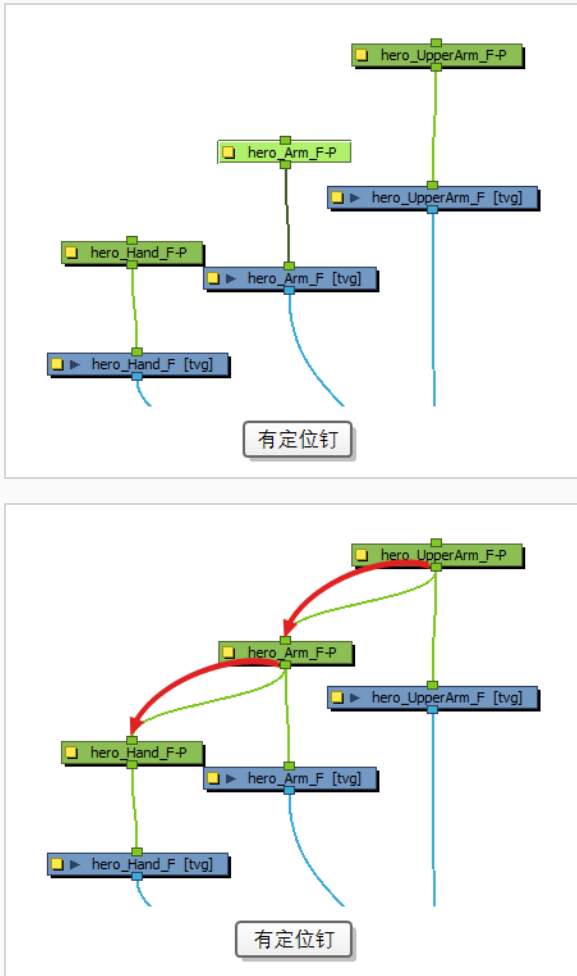 hero_UpperArm_F-P
hero_Arm_F-P
hero_UpperArm_F [tvg]
hero_Hand_F-P
hero_Arm_F [tvg]
hero_Hand_F [tvg]
有定位钉
hero_UpperArm_F-P
hero_Arm_F-P
hero_UpperArm_F [tvg]
hero_Hand_F-P
hero_Arm_F [tvg]
hero_Hand_F [tvg]
有定位钉